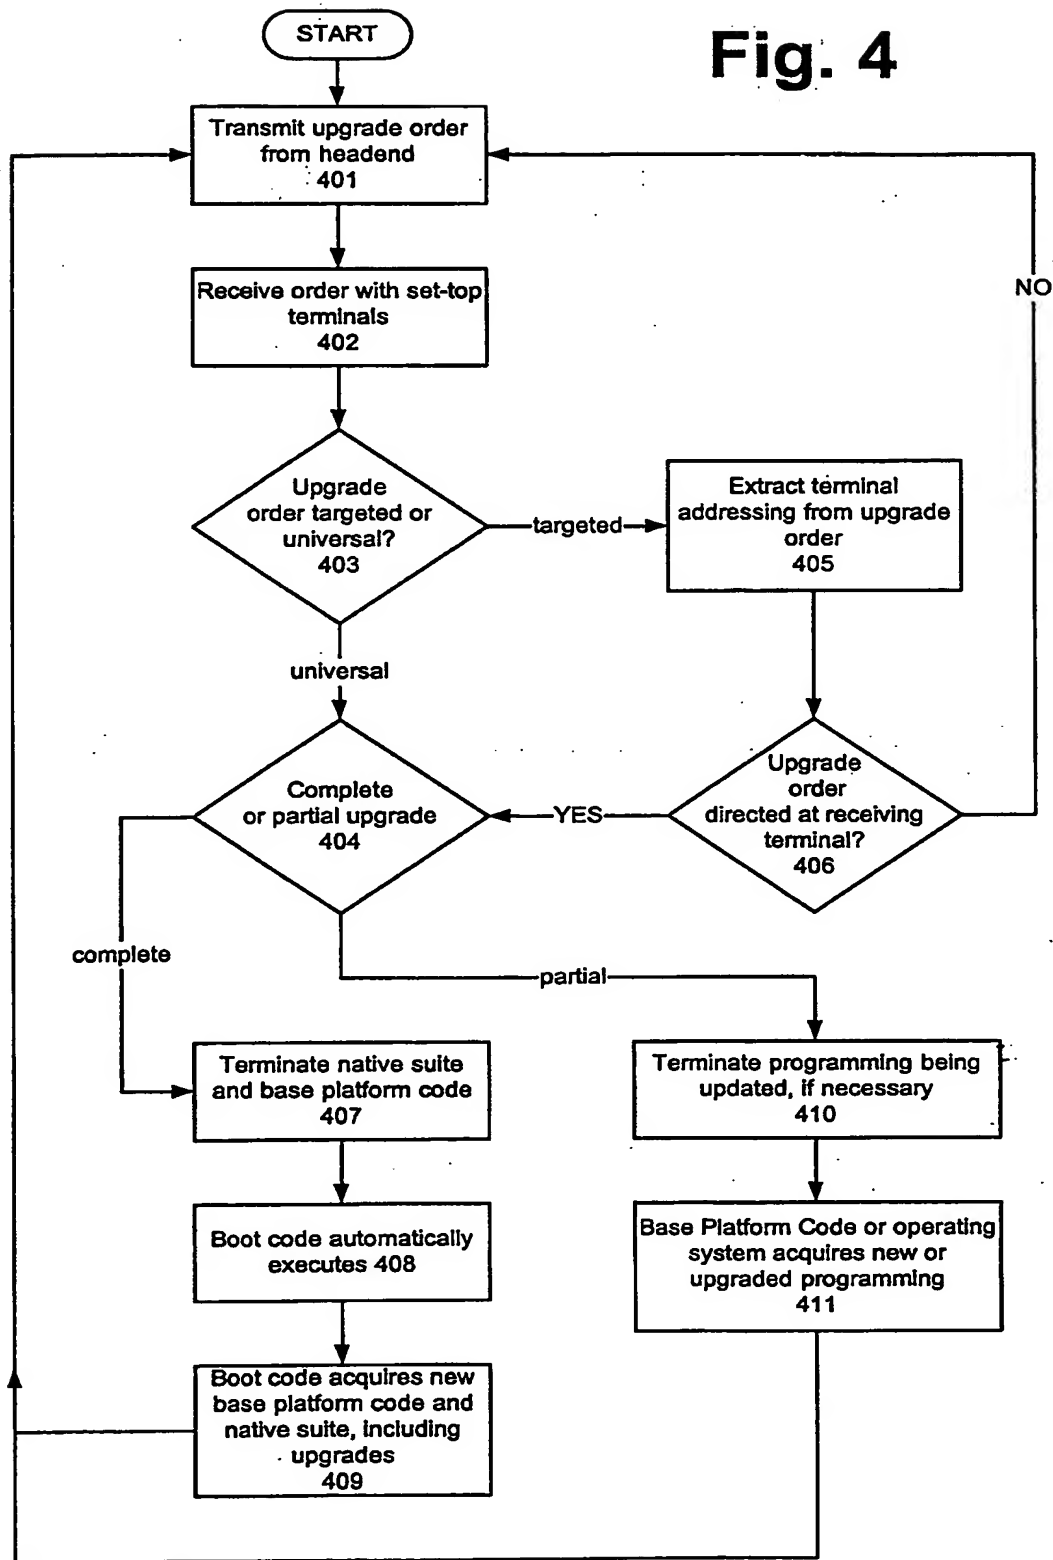 START
Fig. 4
Transmit upgrade order
from headend
401
Receive order with set-top
terminals
402
NO
Upgrade
order targeted or
universal?
403
targeted
Extract terminal
addressing from upgrade
order
405
universal
Complete
or partial upgrade
404
YES
Upgrade
order
directed at receiving
terminal?
406
complete
partial
Terminate native suite
and base platform code
407
Terminate programming being
updated, if necessary
410
Boot code automatically
executes 408
Base Platform Code or operating
system acquires new or
upgraded programming
411
Boot code acquires new
base platform code and
native suite, including
upgrades
409